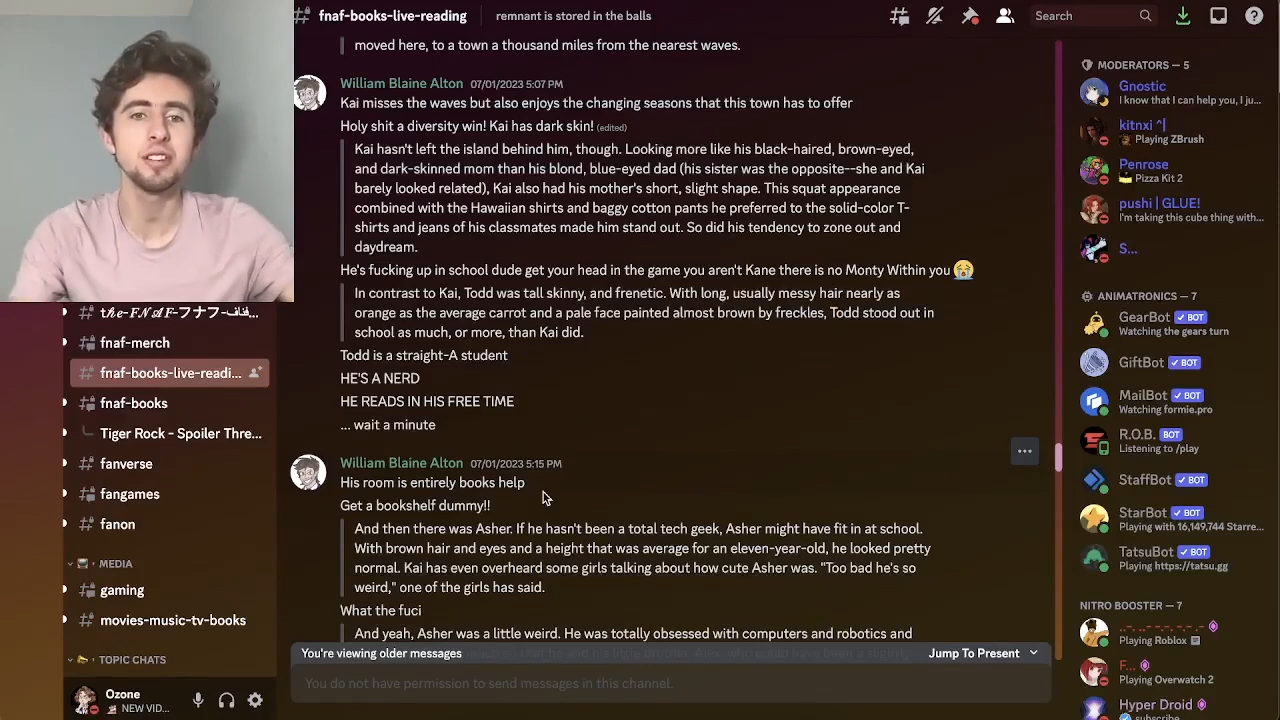 fnaf-books-live-reading
remnant is stored in the balls
Search
moved here, to a town a thousand miles from the nearest waves.
William Blaine Alton 07/01/2023 5:07 PM
Kai misses the waves but also enjoys the changing seasons that this town has to offer
Holy shit a diversity win! Kai has dark skin! (edited)
Kai hasn't left the island behind him, though. Looking more like his black-haired, brown-eyed,
and dark-skinned mom than his blond, blue-eyed dad (his sister was the opposite--she and Kai
barely looked related), Kai also had his mother's short, slight shape. This squat appearance
combined with the Hawaiian shirts and baggy cotton pants he preferred to the solid-color T-
shirts and jeans of his classmates made him stand out. So did his tendency to zone out and
daydream.
He's fucking up in school dude get your head in the game you aren't Kane there is no Monty Within you 😭
In contrast to Kai, Todd was tall skinny, and frenetic. With long, usually messy hair nearly as
orange as the average carrot and a pale face painted almost brown by freckles, Todd stood out in
school as much, or more, than Kai did.
Todd is a straight-A student
HE'S A NERD
HE READS IN HIS FREE TIME
... wait a minute
William Blaine Alton 07/01/2023 5:15 PM
His room is entirely books help
Get a bookshelf dummy!!
And then there was Asher. If he hasn't been a total tech geek, Asher might have fit in at school.
With brown hair and eyes and a height that was average for an eleven-year-old, he looked pretty
normal. Kai has even overheard some girls talking about how cute Asher was. "Too bad he's so
weird," one of the girls has said.
What the fuci
And yeah, Asher was a little weird. He was totally obsessed with computers and robotics and
You're viewing older messages
Jump To Present
You do not have permission to send messages in this channel.
fnaf-merch
fnaf-books-live-readi...
fnaf-books
Tiger Rock - Spoiler Thre...
fanverse
fangames
fanon
MEDIA
gaming
movies-music-tv-books
TOPIC CHATS
Ozone
NEW VID...
MODERATORS — 5
Gnostic
I know that I can help you, I ju...
kitnxi ^|
Playing ZBrush
Penrose
Pizza Kit 2
pushi | GLUE!
I'm taking this cube thing with...
S...
ANIMATRONICS — 7
GearBot ✓ BOT
Watching the gears turn
GiftBot ✓ BOT
MailBot ✓ BOT
Watching formie.pro
R.O.B. BOT
Listening to /play
StaffBot ✓ BOT
StarBot ✓ BOT
Playing with 16,149,744 Starre...
TatsuBot ✓ BOT
Playing https://tatsu.gg
NITRO BOOSTER — 7
Playing Roblox
F...
Playing Overwatch 2
Hyper Droid
subscribe